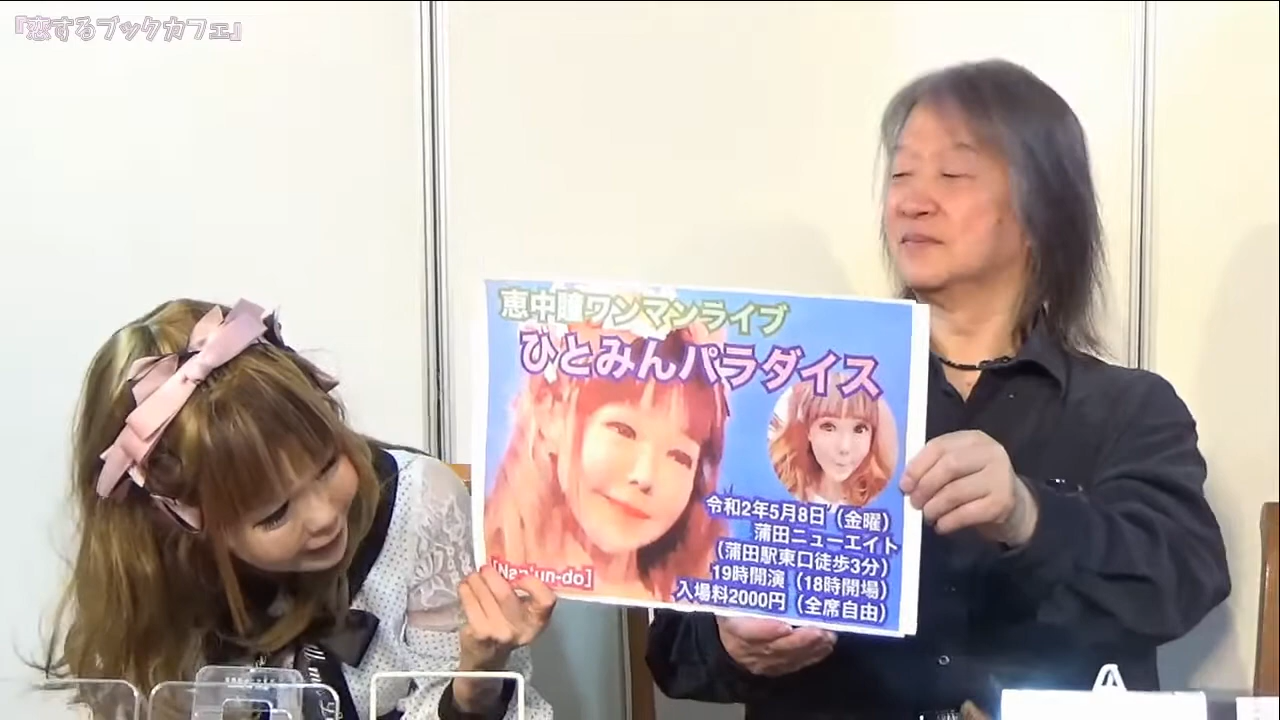 『恋するブックカフェ』
恵中瞳ワンマンライブ
ひとみんパラダイス
令和2年5月8日（金曜）
蒲田ニューエイト
（蒲田駅東口徒歩3分）
19時開演（18時開場）
入場料2000円（全席自由）
[Nan'un-do]